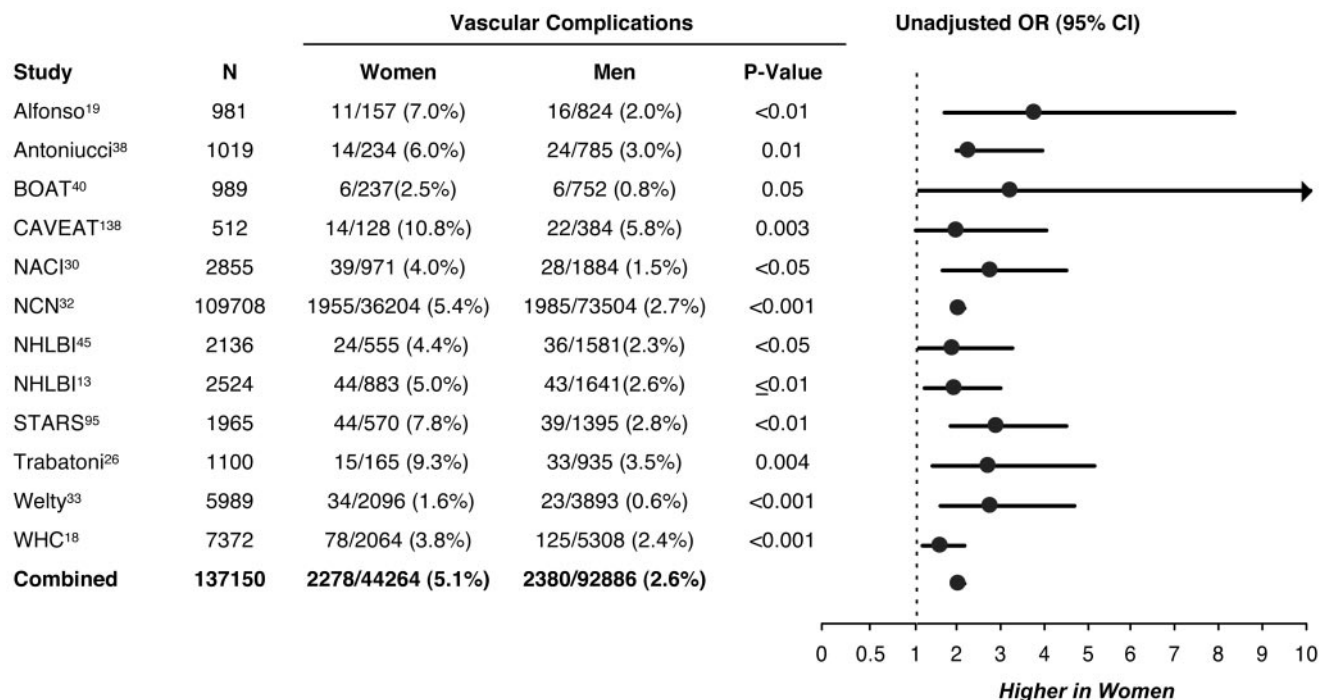 Vascular Complications Unadjusted OR (95% CI)
Study N Women Men P-Value
Alfonso¹⁹ 981 11/157 (7.0%) 16/824 (2.0%) <0.01
Antoniucci³⁸ 1019 14/234 (6.0%) 24/785 (3.0%) 0.01
BOAT⁴⁰ 989 6/237(2.5%) 6/752 (0.8%) 0.05
CAVEAT¹³⁸ 512 14/128 (10.8%) 22/384 (5.8%) 0.003
NACI³⁰ 2855 39/971 (4.0%) 28/1884 (1.5%) <0.05
NCN³² 109708 1955/36204 (5.4%) 1985/73504 (2.7%) <0.001
NHLBI⁴⁵ 2136 24/555 (4.4%) 36/1581(2.3%) <0.05
NHLBI¹³ 2524 44/883 (5.0%) 43/1641 (2.6%) ≤0.01
STARS⁹⁵ 1965 44/570 (7.8%) 39/1395 (2.8%) <0.01
Trabatoni²⁶ 1100 15/165 (9.3%) 33/935 (3.5%) 0.004
Welty³³ 5989 34/2096 (1.6%) 23/3893 (0.6%) <0.001
WHC¹⁸ 7372 78/2064 (3.8%) 125/5308 (2.4%) <0.001
Combined 137150 2278/44264 (5.1%) 2380/92886 (2.6%)
0 0.5 1 2 4 6 8 10
Higher in Women